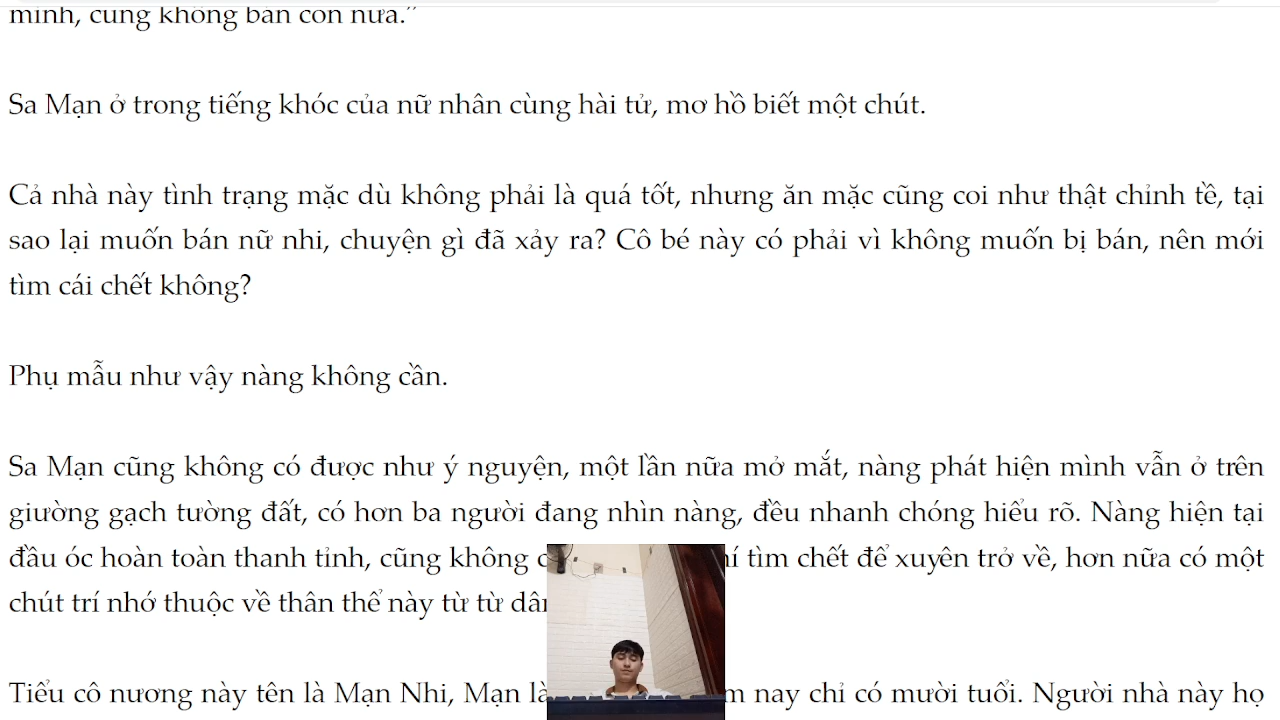 mình, cũng không bán con nữa."
Sa Mạn ở trong tiếng khóc của nữ nhân cùng hài tử, mơ hồ biết một chút.
Cả nhà này tình trạng mặc dù không phải là quá tốt, nhưng ăn mặc cũng coi như thật chỉnh tề, tại
sao lại muốn bán nữ nhi, chuyện gì đã xảy ra? Cô bé này có phải vì không muốn bị bán, nên mới
tìm cái chết không?
Phụ mẫu như vậy nàng không cần.
Sa Mạn cũng không có được như ý nguyện, một lần nữa mở mắt, nàng phát hiện mình vẫn ở trên
giường gạch tường đất, có hơn ba người đang nhìn nàng, đều nhanh chóng hiểu rõ. Nàng hiện tại
đầu óc hoàn toàn thanh tỉnh, cũng không tìm chết để xuyên trở về, hơn nữa có một
chút trí nhớ thuộc về thân thể này từ từ
Tiểu cô nương này tên là Mạn Nhi, Mạn nay chỉ có mười tuổi. Người nhà này họ